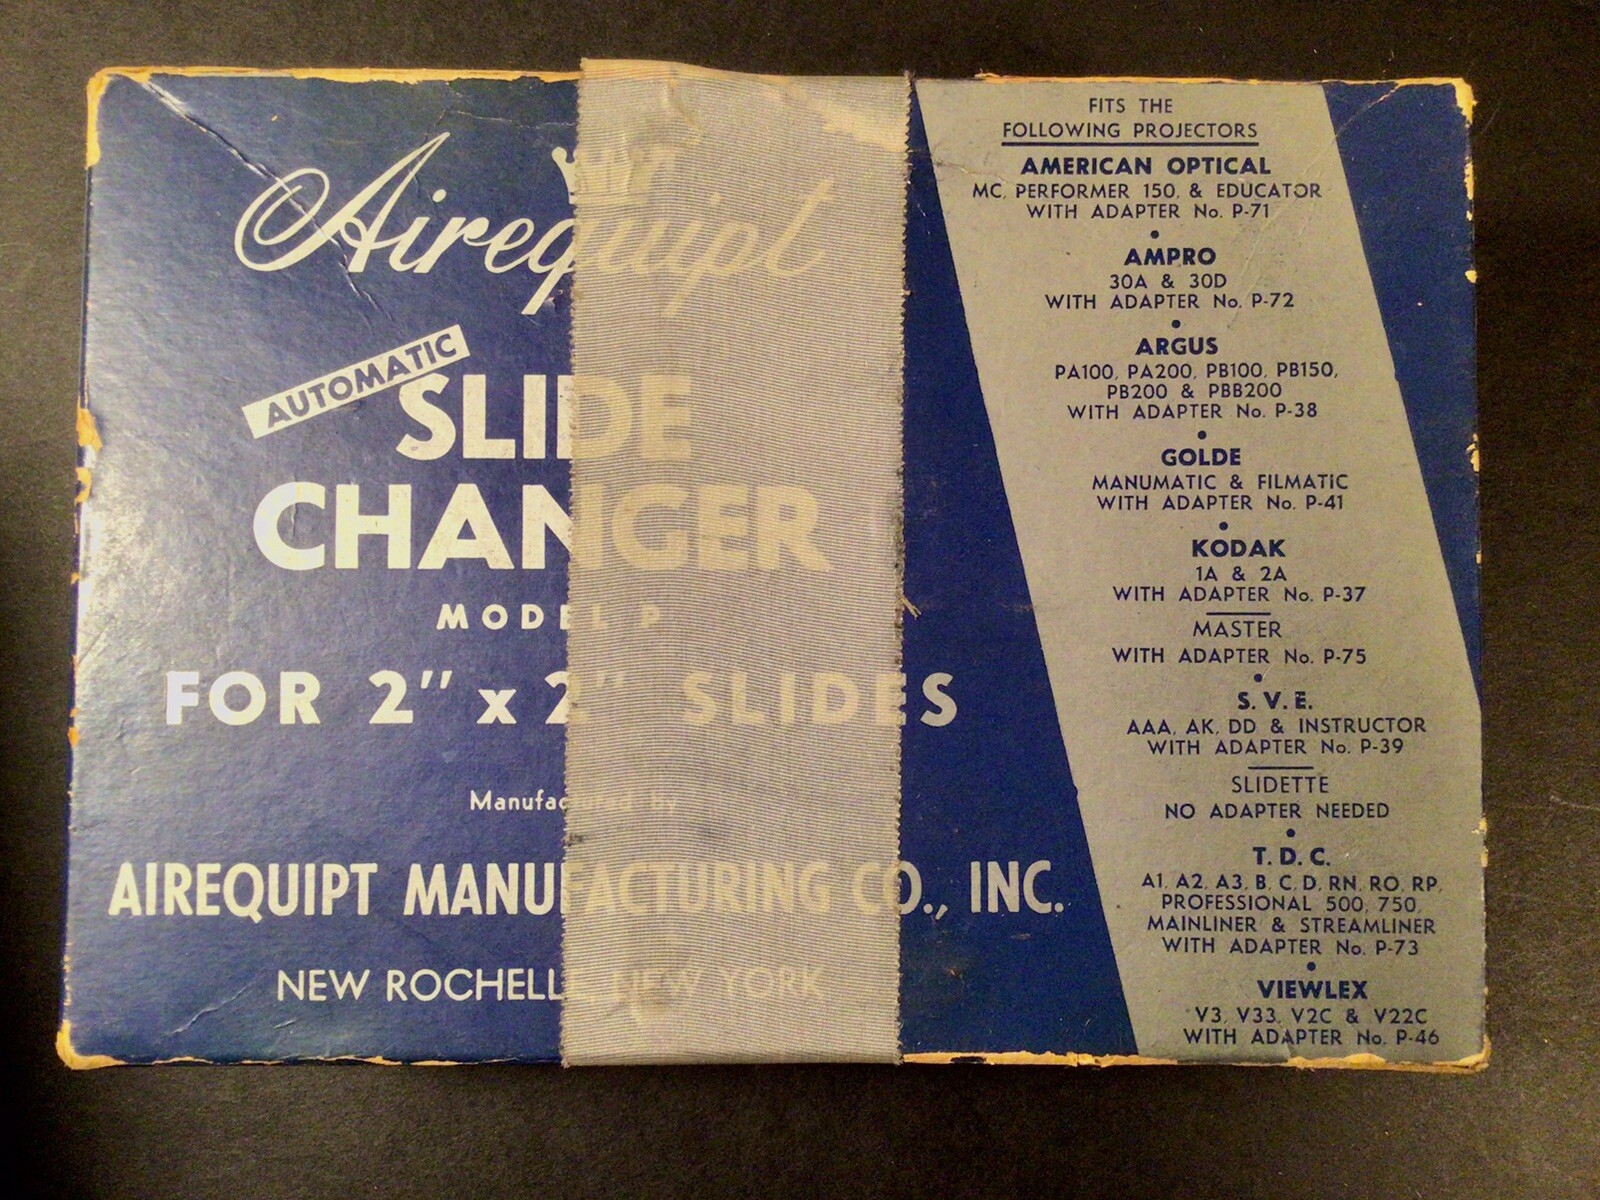 Airequipt
AUTOMATIC
SLIDE
CHANGER
MODEL P
FOR 2" x 2" SLIDES
Manufactured by
AIREQUIPT MANUFACTURING CO., INC.
NEW ROCHELLE, NEW YORK
FITS THE
FOLLOWING PROJECTORS
AMERICAN OPTICAL
MC, PERFORMER 150, & EDUCATOR
WITH ADAPTER No. P-71
•
AMPRO
30A & 30D
WITH ADAPTER No. P-72
•
ARGUS
PA100, PA200, PB100, PB150,
PB200 & PBB200
WITH ADAPTER No. P-38
•
GOLDE
MANUMATIC & FILMATIC
WITH ADAPTER No. P-41
•
KODAK
1A & 2A
WITH ADAPTER No. P-37
MASTER
WITH ADAPTER No. P-75
•
S. V. E.
AAA, AK, DD & INSTRUCTOR
WITH ADAPTER No. P-39
SLIDETTE
NO ADAPTER NEEDED
•
T. D. C.
A1, A2, A3, B, C, D, RN, RO, RP,
PROFESSIONAL 500, 750,
MAINLINER & STREAMLINER
WITH ADAPTER No. P-73
•
VIEWLEX
V3, V33, V2C & V22C
WITH ADAPTER No. P-46